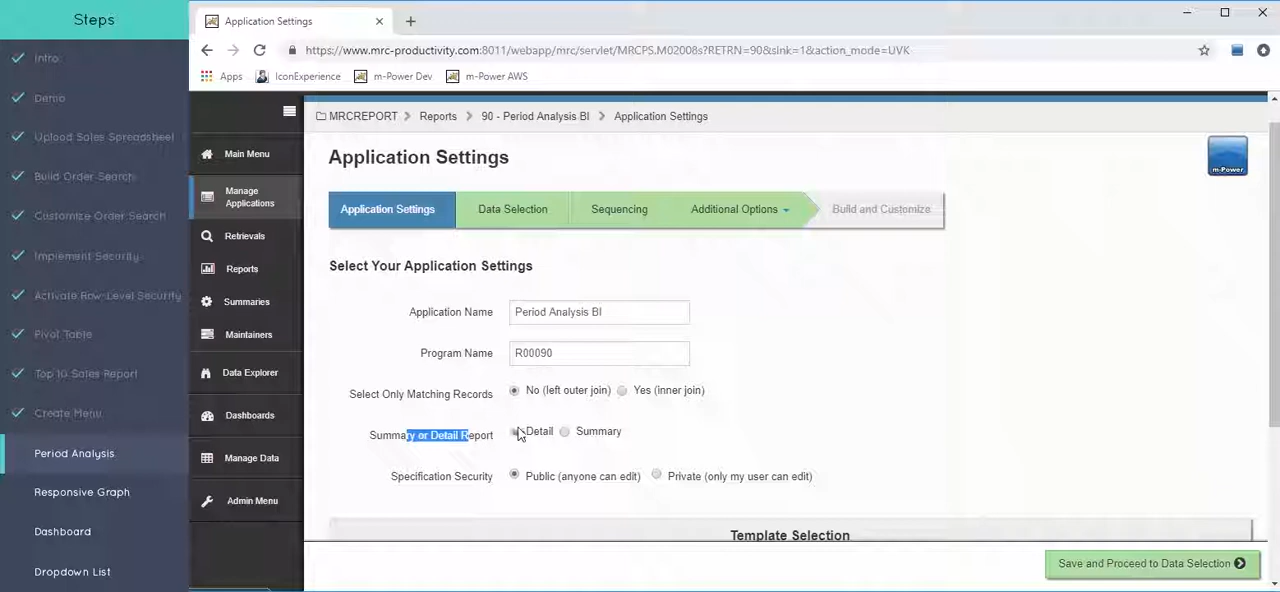 Steps
Intro
Demo
Upload Sales Spreadsheet
Build Order Search
Customize Order Search
Implement Security
Activate Row-Level Security
Pivot Table
Top 10 Sales Report
Create Menu
Period Analysis
Responsive Graph
Dashboard
Dropdown List
Application Settings
https://www.mrc-productivity.com:8011/webapp/mrc/servlet/MRCPS.M02008s?RETRN=90&slnk=1&action_mode=UVK
Apps IconExperience m-Power Dev m-Power AWS
Main Menu
Manage Applications
Retrievals
Reports
Summaries
Maintainers
Data Explorer
Dashboards
Manage Data
Admin Menu
MRCREPORT Reports 90 - Period Analysis BI Application Settings
Application Settings
m-Power
Application Settings Data Selection Sequencing Additional Options Build and Customize
Select Your Application Settings
Application Name Period Analysis BI
Program Name R00090
Select Only Matching Records No (left outer join) Yes (inner join)
Summary or Detail Report Detail Summary
Specification Security Public (anyone can edit) Private (only my user can edit)
Template Selection
Save and Proceed to Data Selection